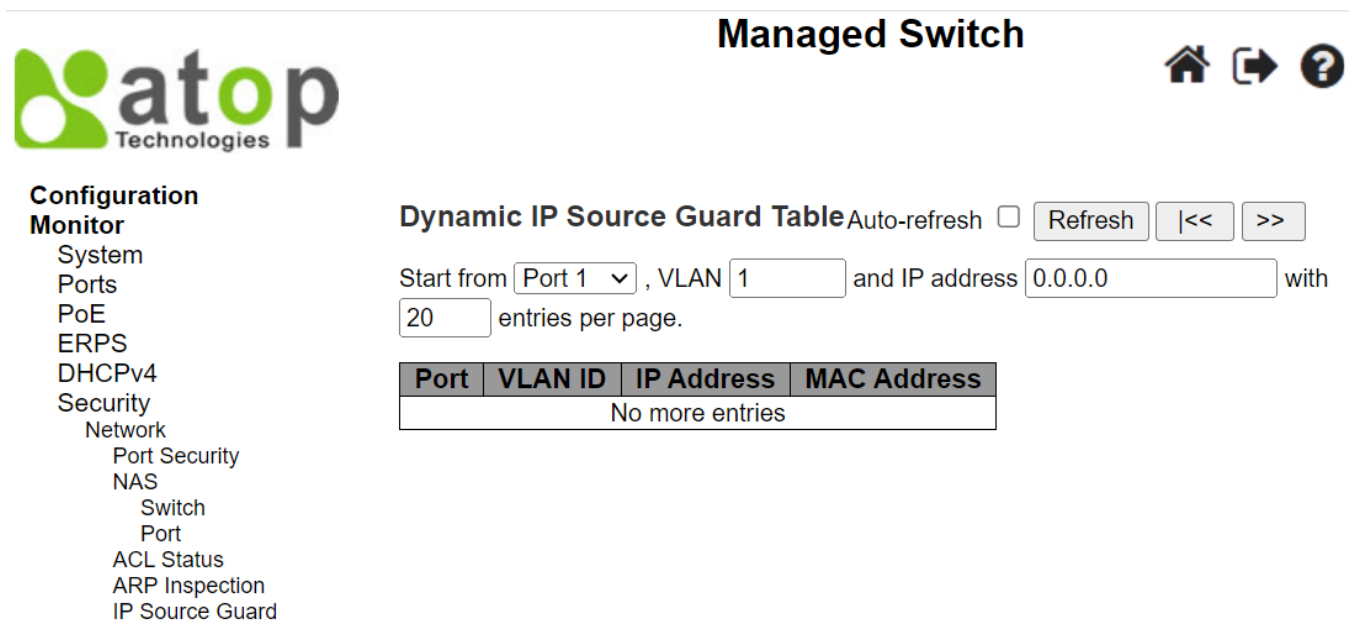 Managed Switch
atop
Technologies
Configuration
Monitor
System
Ports
PoE
ERPS
DHCPv4
Security
Network
Port Security
NAS
Switch
Port
ACL Status
ARP Inspection
IP Source Guard
Dynamic IP Source Guard Table Auto-refresh Refresh |<< >>
Start from Port 1 , VLAN 1 and IP address 0.0.0.0 with
20 entries per page.
Port VLAN ID IP Address MAC Address
No more entries